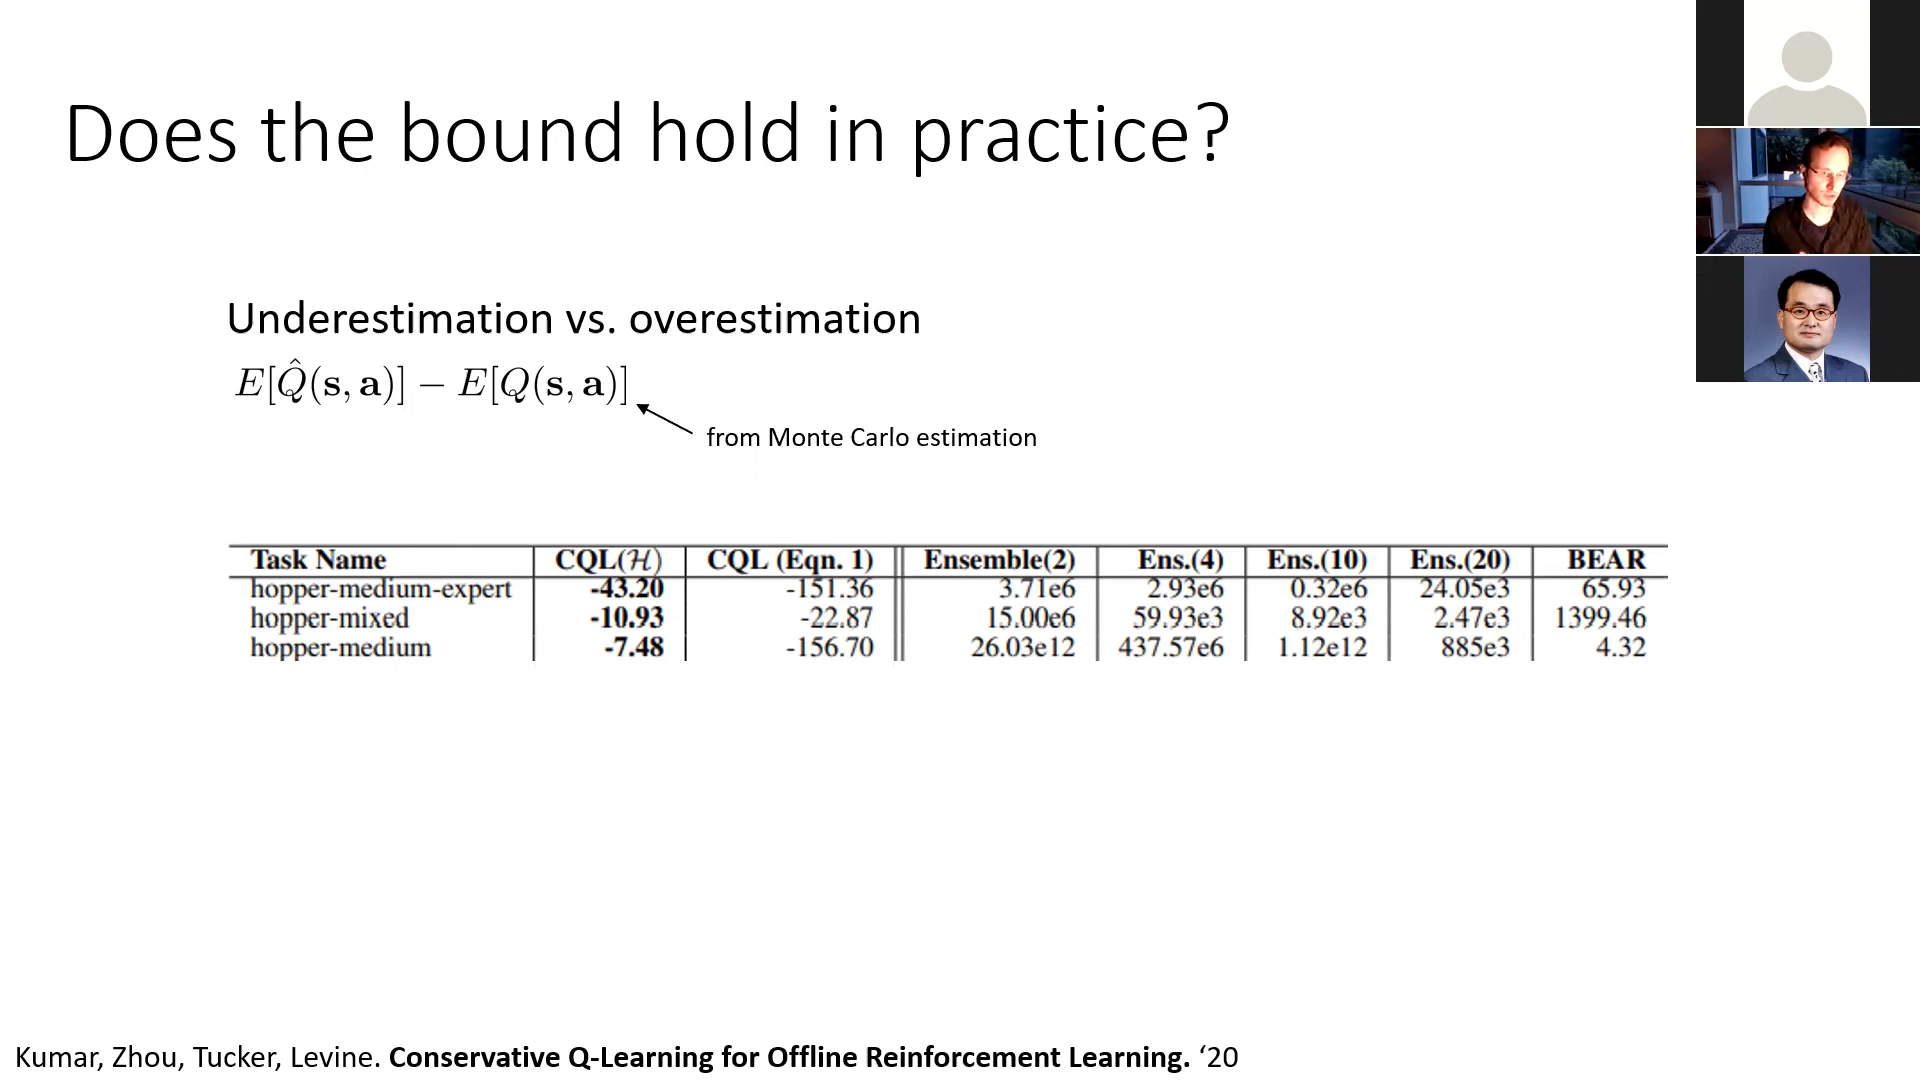 Does the bound hold in practice?
Underestimation vs. overestimation
E[Q̂(s, a)] − E[Q(s, a)]
from Monte Carlo estimation
Task Name CQL(ℋ) CQL (Eqn. 1) Ensemble(2) Ens.(4) Ens.(10) Ens.(20) BEAR
hopper-medium-expert -43.20 -151.36 3.71e6 2.93e6 0.32e6 24.05e3 65.93
hopper-mixed -10.93 -22.87 15.00e6 59.93e3 8.92e3 2.47e3 1399.46
hopper-medium -7.48 -156.70 26.03e12 437.57e6 1.12e12 885e3 4.32
Kumar, Zhou, Tucker, Levine. Conservative Q-Learning for Offline Reinforcement Learning. ‘20